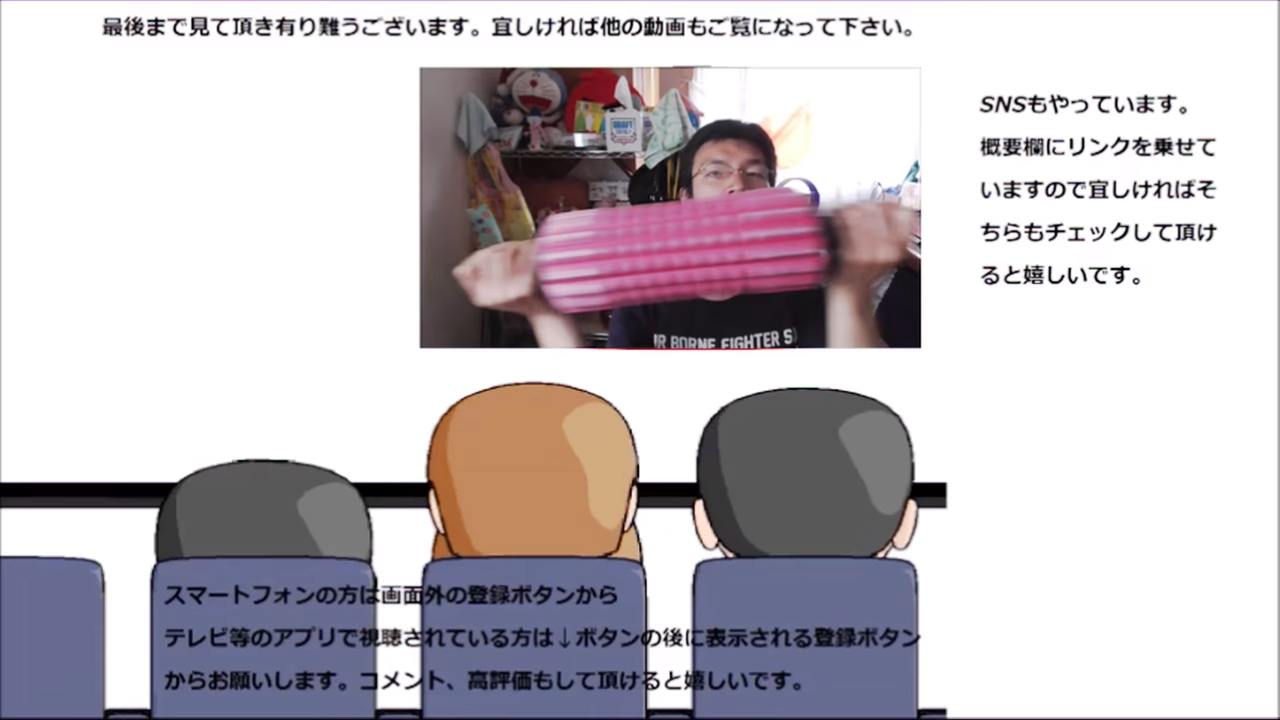 最後まで見て頂き有り難うございます。宜しければ他の動画もご覧になって下さい。
SNSもやっています。
概要欄にリンクを乗せて
いますので宜しければそ
ちらもチェックして頂け
ると嬉しいです。
DRAFT
BORNE FIGHTER
スマートフォンの方は画面外の登録ボタンから
テレビ等のアプリで視聴されている方は↓ボタンの後に表示される登録ボタン
からお願いします。コメント、高評価もして頂けると嬉しいです。